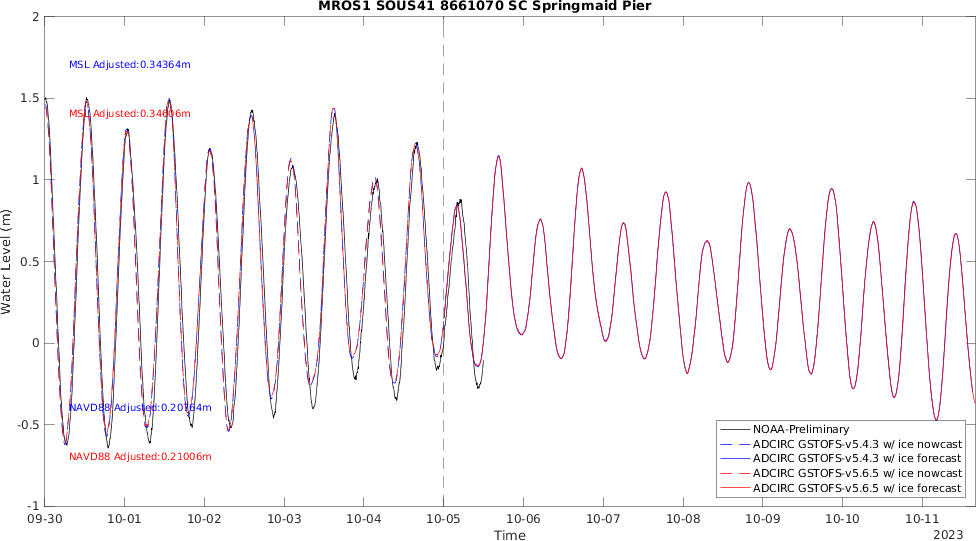 MROS1 SOUS41 8661070 SC Springmaid Pier
2
1.5
1
0.5
0
-0.5
-1
Water Level (m)
MSL Adjusted:0.34364m
MSL Adjusted:0.34606m
NAVD88 Adjusted:0.20764m
NAVD88 Adjusted:0.21006m
NOAA-Preliminary
ADCIRC GSTOFS-v5.4.3 w/ ice nowcast
ADCIRC GSTOFS-v5.4.3 w/ ice forecast
ADCIRC GSTOFS-v5.6.5 w/ ice nowcast
ADCIRC GSTOFS-v5.6.5 w/ ice forecast
09-30 10-01 10-02 10-03 10-04 10-05 10-06 10-07 10-08 10-09 10-10 10-11
Time
2023